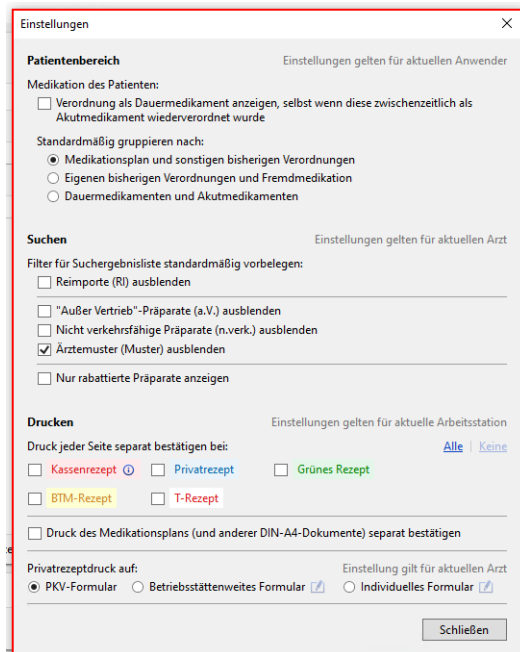 Einstellungen
Patientenbereich Einstellungen gelten für aktuellen Anwender
Medikation des Patienten:
Verordnung als Dauermedikament anzeigen, selbst wenn diese zwischenzeitlich als
Akutmedikament wiederverordnet wurde
Standardmäßig gruppieren nach:
Medikationsplan und sonstigen bisherigen Verordnungen
Eigenen bisherigen Verordnungen und Fremdmedikation
Dauermedikamenten und Akutmedikamenten
Suchen Einstellungen gelten für aktuellen Arzt
Filter für Suchergebnisliste standardmäßig vorbelegen:
Reimporte (RI) ausblenden
"Außer Vertrieb"-Präparate (a.V.) ausblenden
Nicht verkehrsfähige Präparate (n.verk.) ausblenden
Ärztemuster (Muster) ausblenden
Nur rabattierte Präparate anzeigen
Drucken Einstellungen gelten für aktuelle Arbeitsstation
Druck jeder Seite separat bestätigen bei: Alle | Keine
Kassenrezept Privatrezept Grünes Rezept
BTM-Rezept T-Rezept
Druck des Medikationsplans (und anderer DIN-A4-Dokumente) separat bestätigen
Privatrezeptdruck auf: Einstellung gilt für aktuellen Arzt
PKV-Formular Betriebsstättenweites Formular Individuelles Formular
Schließen